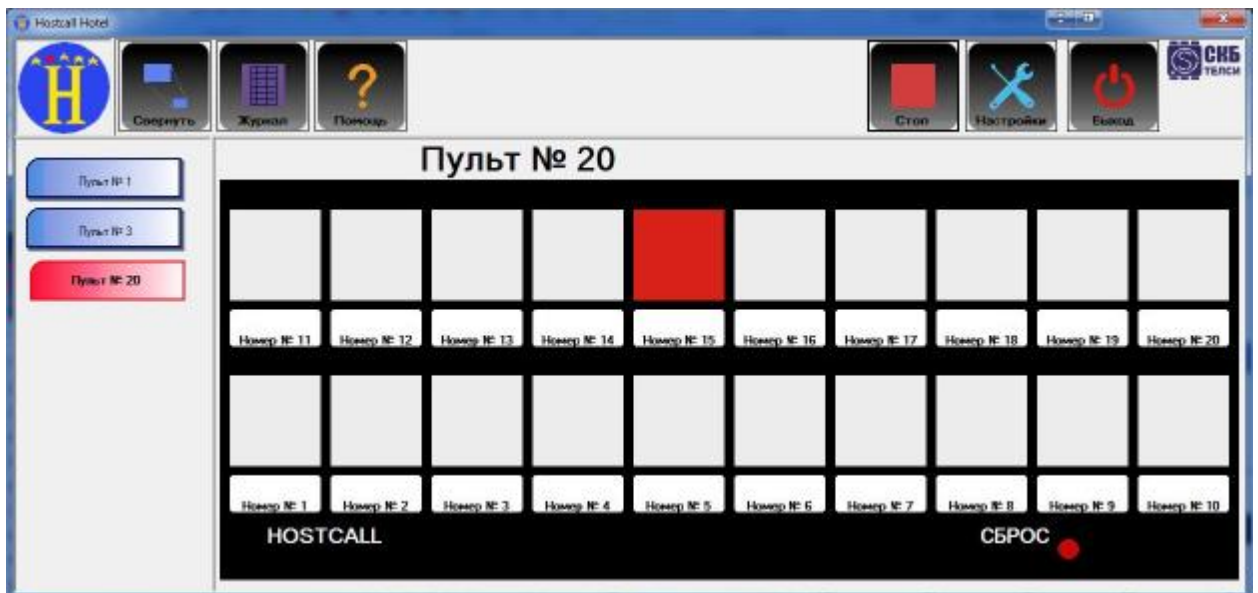 Hostcall Hotel
H
Свернуть
Журнал
?
Помощь
Стоп
Настройки
Выход
СКБ
ТЕЛСИ
Пульт № 1
Пульт № 3
Пульт № 20
Пульт № 20
Номер № 11 Номер № 12 Номер № 13 Номер № 14 Номер № 15 Номер № 16 Номер № 17 Номер № 18 Номер № 19 Номер № 20
Номер № 1 Номер № 2 Номер № 3 Номер № 4 Номер № 5 Номер № 6 Номер № 7 Номер № 8 Номер № 9 Номер № 10
HOSTCALL СБРОС